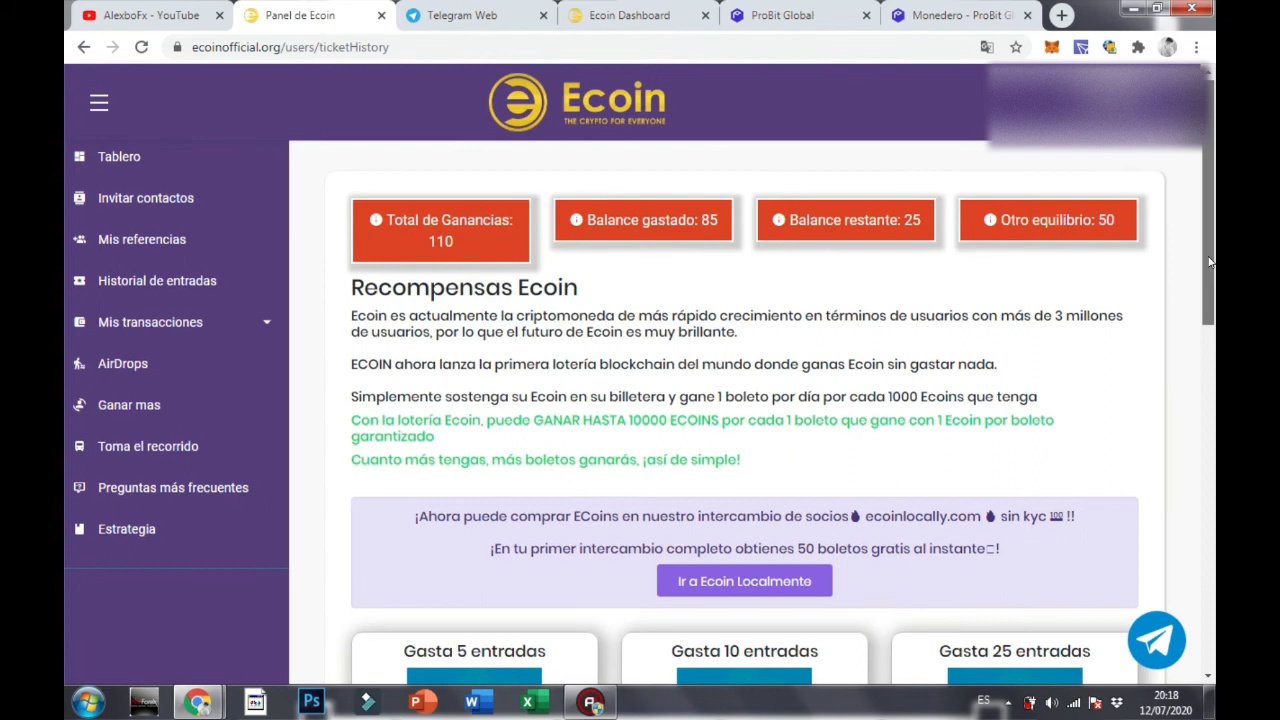 AlexboFx - YouTube
Panel de Ecoin
Telegram Web
Ecoin Dashboard
ProBit Global
Monedero - ProBit Gl
ecoinofficial.org/users/ticketHistory
Ecoin
THE CRYPTO FOR EVERYONE
Tablero
Invitar contactos
Mis referencias
Historial de entradas
Mis transacciones
AirDrops
Ganar mas
Toma el recorrido
Preguntas más frecuentes
Estrategia
Total de Ganancias:
110
Balance gastado: 85
Balance restante: 25
Otro equilibrio: 50
Recompensas Ecoin
Ecoin es actualmente la criptomoneda de más rápido crecimiento en términos de usuarios con más de 3 millones
de usuarios, por lo que el futuro de Ecoin es muy brillante.
ECOIN ahora lanza la primera lotería blockchain del mundo donde ganas Ecoin sin gastar nada.
Simplemente sostenga su Ecoin en su billetera y gane 1 boleto por día por cada 1000 Ecoins que tenga
Con la lotería Ecoin, puede GANAR HASTA 10000 ECOINS por cada 1 boleto que gane con 1 Ecoin por boleto
garantizado
Cuanto más tengas, más boletos ganarás, ¡así de simple!
¡Ahora puede comprar ECoins en nuestro intercambio de socios💧 ecoinlocally.com 💧 sin kyc 💯 !!
¡En tu primer intercambio completo obtienes 50 boletos gratis al instante□!
Ir a Ecoin Localmente
Gasta 5 entradas
Gasta 10 entradas
Gasta 25 entradas
ES
20:18
12/07/2020